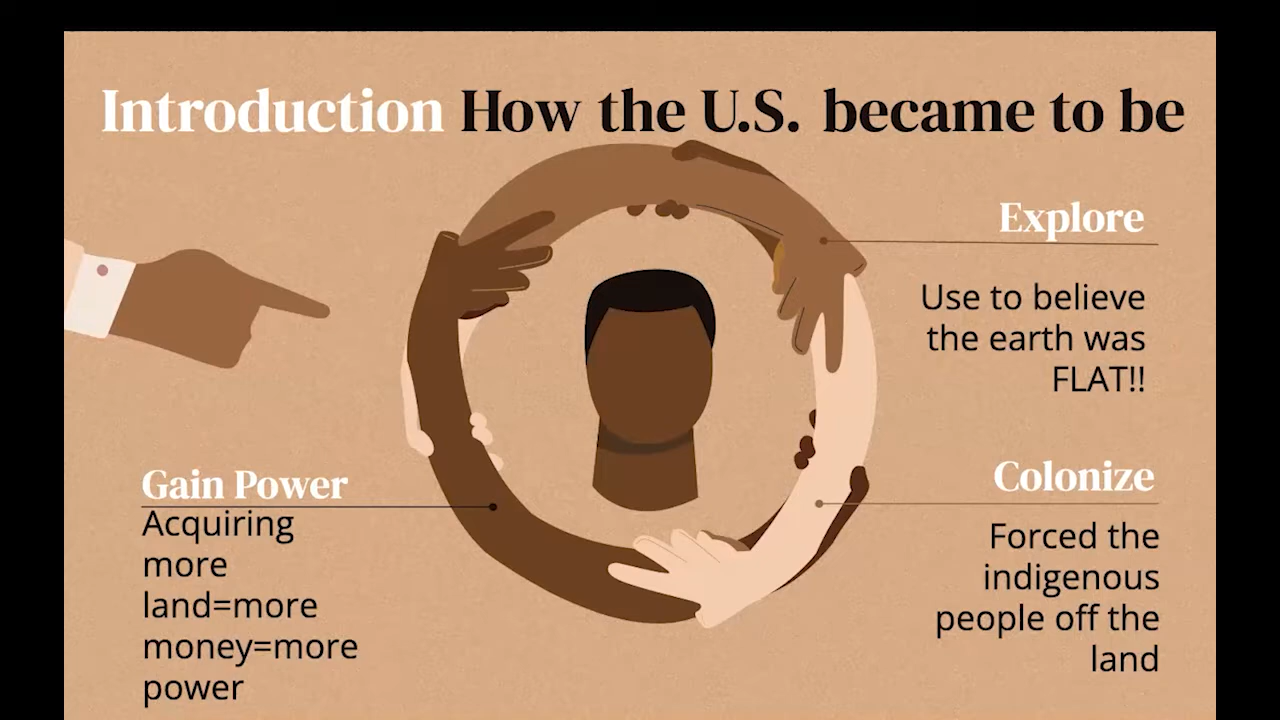 Introduction How the U.S. became to be
Explore
Use to believe
the earth was
FLAT!!
Gain Power
Acquiring
more
land=more
money=more
power
Colonize
Forced the
indigenous
people off the
land